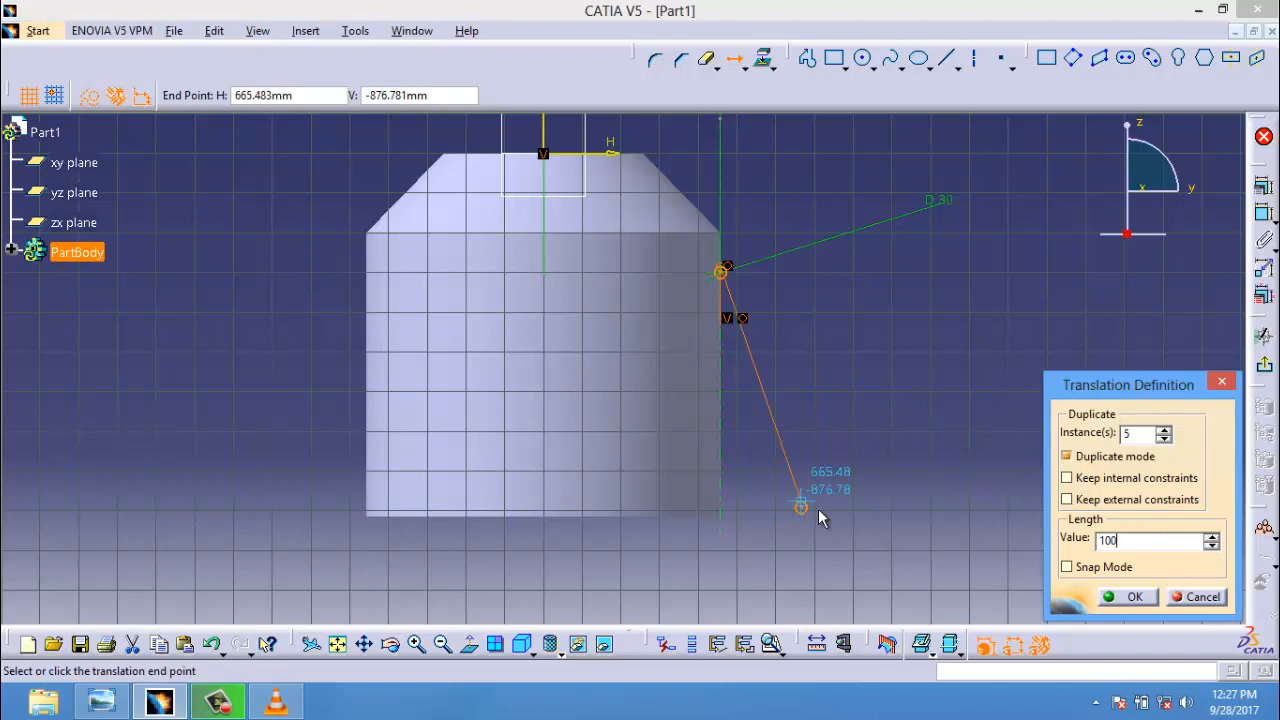 CATIA V5 - [Part1]
Start ENOVIA V5 VPM File Edit View Insert Tools Window Help
End Point: H: 665.483mm V: -876.781mm
Part1
xy plane
yz plane
zx plane
PartBody
V
H
D 30
V
665.48
-876.78
z
x y
Translation Definition
Duplicate
Instance(s): 5
Duplicate mode
Keep internal constraints
Keep external constraints
Length
Value: 100
Snap Mode
OK Cancel
CATIA
Select or click the translation end point
12:27 PM
9/28/2017